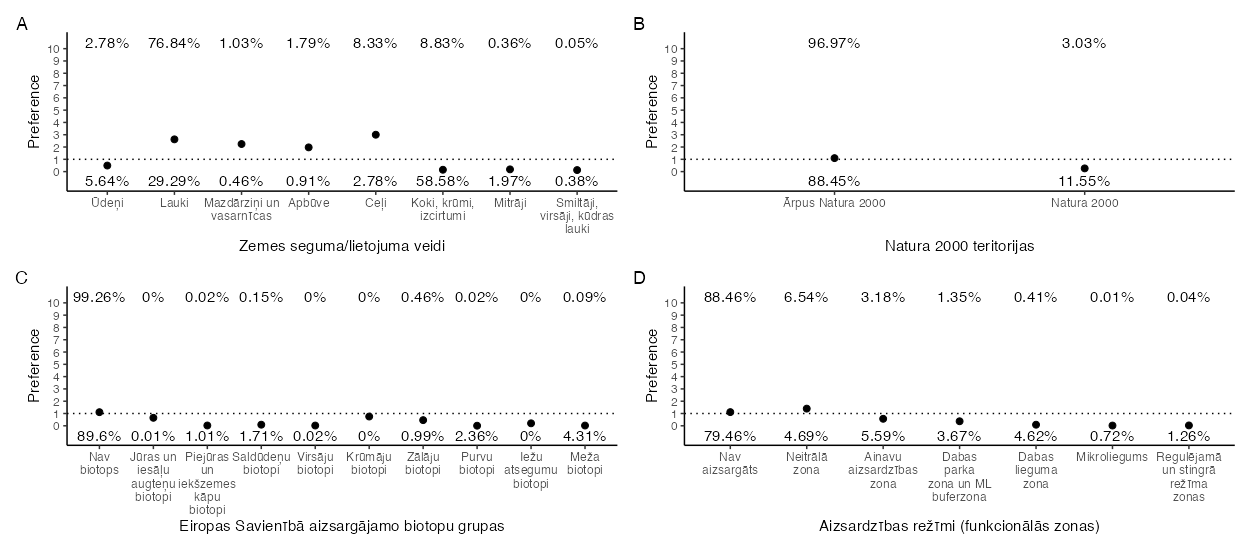 A
2.78% 76.84% 1.03% 1.79% 8.33% 8.83% 0.36% 0.05%
10
9
8
7
6
5
4
3
2
1
0
Preference
5.64% 29.29% 0.46% 0.91% 2.78% 58.58% 1.97% 0.38%
Ūdeņi Lauki Mazdārziņi un Apbūve Ceļi Koki, krūmi, Mitrāji Smiltāji,
vasarnīcas izcirtumi virsāji, kūdras
lauki
Zemes seguma/lietojuma veidi
B
96.97% 3.03%
10
9
8
7
6
5
4
3
2
1
0
Preference
88.45% 11.55%
Ārpus Natura 2000 Natura 2000
Natura 2000 teritorijas
C
99.26% 0% 0.02% 0.15% 0% 0% 0.46% 0.02% 0% 0.09%
10
9
8
7
6
5
4
3
2
1
0
Preference
89.6% 0.01% 1.01% 1.71% 0.02% 0% 0.99% 2.36% 0% 4.31%
Nav Jūras un Piejūras Saldūdeņu Virsāju Krūmāju Zālāju Purvu Iežu Meža
biotops iesāļu un biotopi biotopi biotopi biotopi biotopi atsegumu biotopi
augteņu iekšzemes biotopi
biotopi kāpu
biotopi
Eiropas Savienībā aizsargājamo biotopu grupas
D
88.46% 6.54% 3.18% 1.35% 0.41% 0.01% 0.04%
10
9
8
7
6
5
4
3
2
1
0
Preference
79.46% 4.69% 5.59% 3.67% 4.62% 0.72% 1.26%
Nav Neitrālā Ainavu Dabas Dabas Mikroliegums Regulējamā
aizsargāts zona aizsardzības parka lieguma un stingrā
zona zona un ML zona režīma
buferzona zonas
Aizsardzības režīmi (funkcionālās zonas)